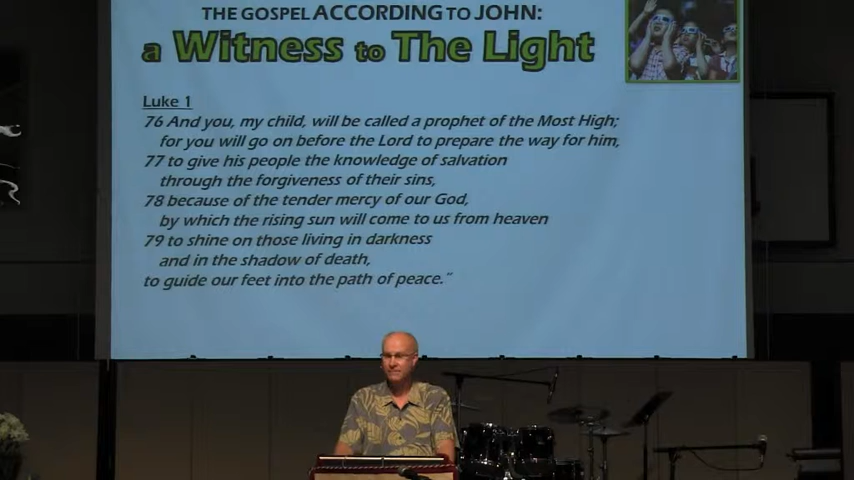 THE GOSPEL ACCORDING TO JOHN:
a Witness to The Light
Luke 1
76 And you, my child, will be called a prophet of the Most High;
for you will go on before the Lord to prepare the way for him,
77 to give his people the knowledge of salvation
through the forgiveness of their sins,
78 because of the tender mercy of our God,
by which the rising sun will come to us from heaven
79 to shine on those living in darkness
and in the shadow of death,
to guide our feet into the path of peace."